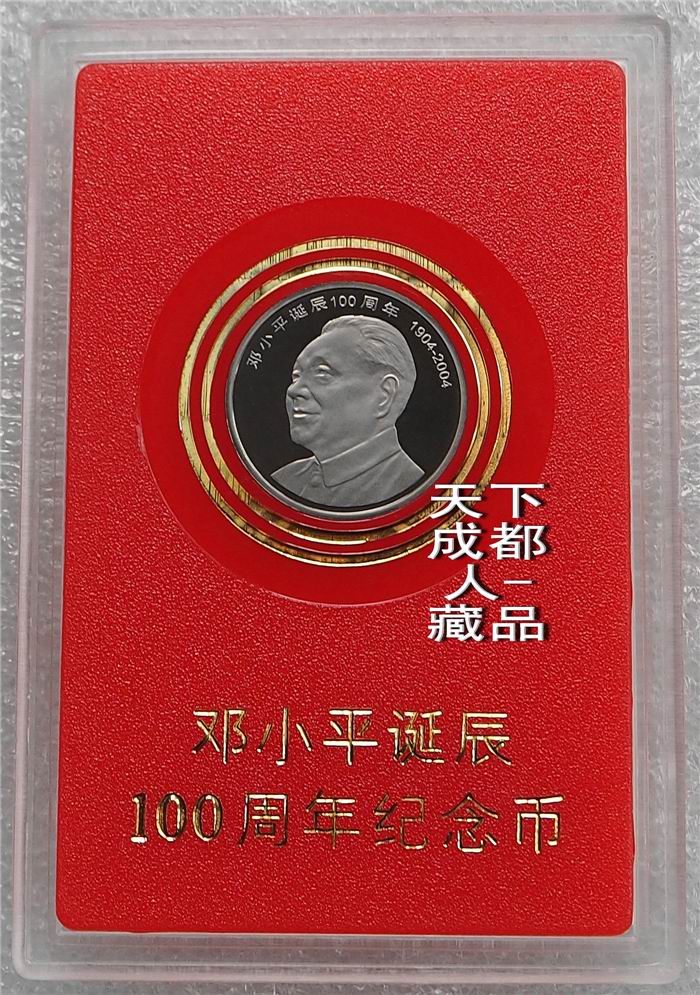 邓小平诞辰100周年 1904-2004
天下
成都
人-
藏品
邓小平诞辰
100周年纪念币